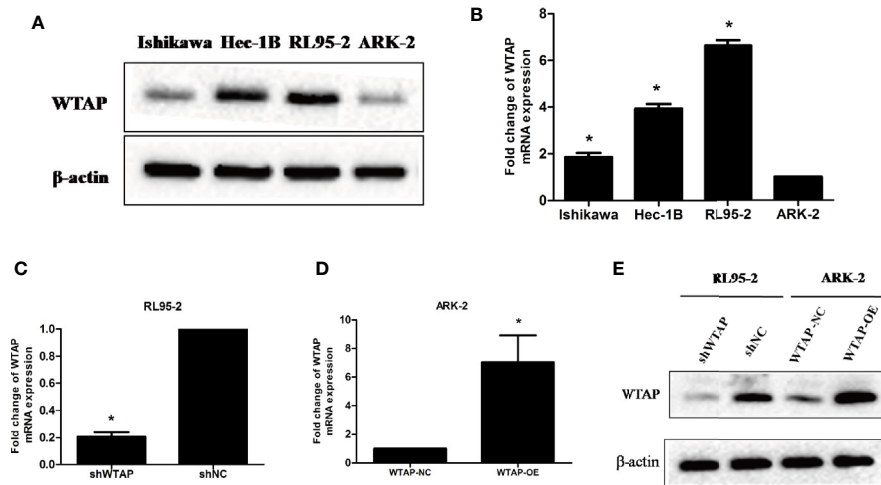 A
Ishikawa Hec-1B RL95-2 ARK-2
WTAP
β-actin
B
Fold change of WTAP
mRNA expression
8
6
4
2
0
*
*
*
Ishikawa Hec-1B RL95-2 ARK-2
C
RL95-2
Fold change of WTAP
mRNA expression
1.0
0.8
0.6
0.4
0.2
0.0
*
shWTAP shNC
D
ARK-2
Fold change of WTAP
mRNA expression
10
8
6
4
2
0
*
WTAP-NC WTAP-OE
E
RL95-2 ARK-2
shWTAP shNC WTAP-NC WTAP-OE
WTAP
β-actin